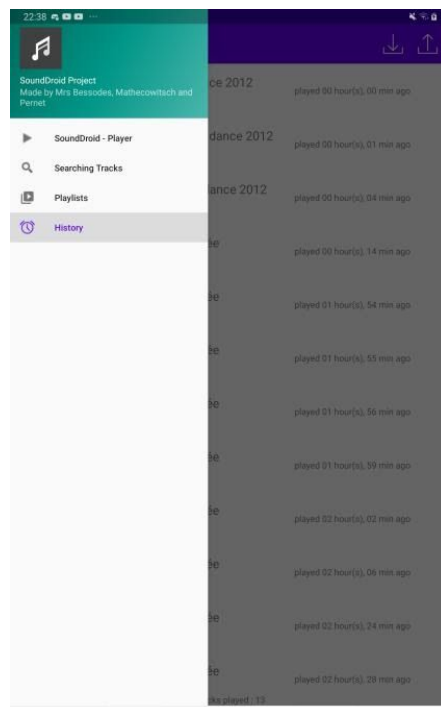 22:38
SoundDroid Project
Made by Mrs Bessodes, Mathecowitsch and
Pernet
SoundDroid - Player
Searching Tracks
Playlists
History
ce 2012
played 00 hour(s), 00 min ago
dance 2012
played 00 hour(s), 01 min ago
lance 2012
played 00 hour(s), 04 min ago
ée
played 00 hour(s), 14 min ago
ée
played 01 hour(s), 54 min ago
ée
played 01 hour(s), 55 min ago
ée
played 01 hour(s), 56 min ago
ée
played 01 hour(s), 59 min ago
ée
played 02 hour(s), 02 min ago
ée
played 02 hour(s), 06 min ago
ée
played 02 hour(s), 24 min ago
ée
played 02 hour(s), 28 min ago
cks played : 13